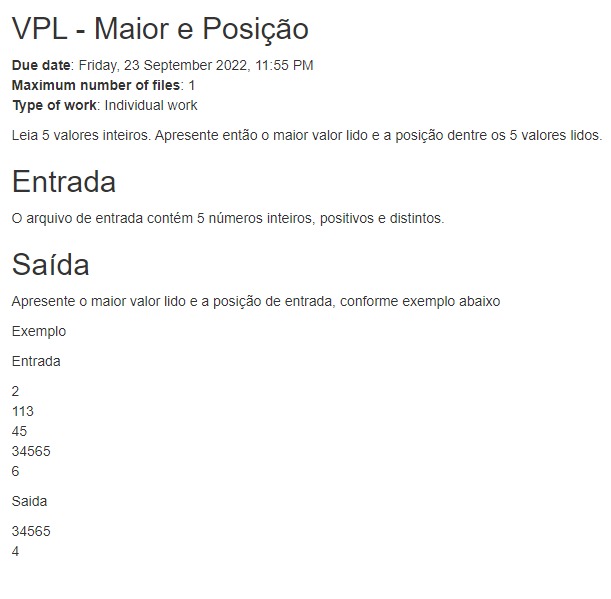 VPL - Maior e Posição
Due date: Friday, 23 September 2022, 11:55 PM
Maximum number of files: 1
Type of work: Individual work
Leia 5 valores inteiros. Apresente então o maior valor lido e a posição dentre os 5 valores lidos.
Entrada
O arquivo de entrada contém 5 números inteiros, positivos e distintos.
Saída
Apresente o maior valor lido e a posição de entrada, conforme exemplo abaixo
Exemplo
Entrada
2
113
45
34565
6
Saida
34565
4